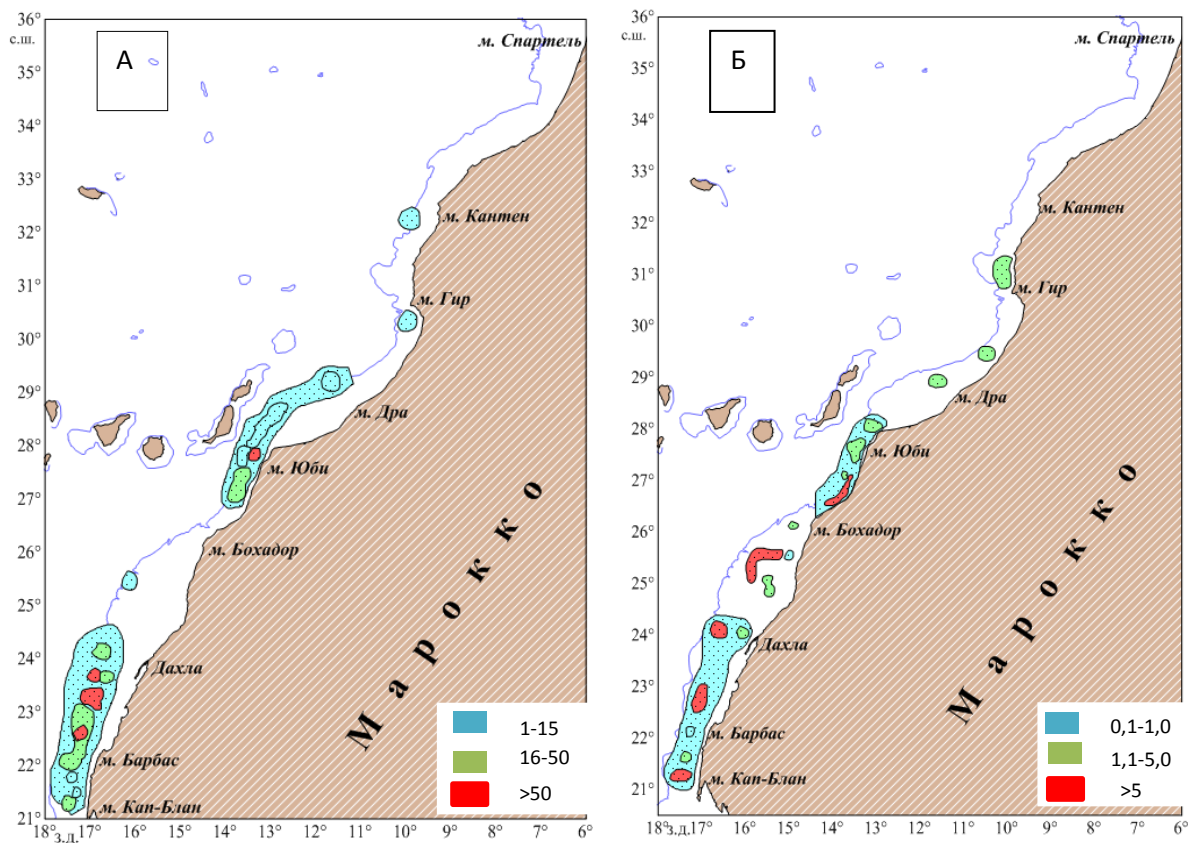 А
36°
с.ш.
35°
34°
33°
32°
31°
30°
29°
28°
27°
26°
25°
24°
23°
22°
21°
м. Спартель
м. Кантен
м. Гир
м. Дра
м. Юби
м. Бохадор
Дахла
м. Барбас
м. Кап-Блан
Марокко
1-15
16-50
>50
18°
з.д.
17°
16°
15°
14°
13°
12°
11°
10°
9°
8°
7°
6°
Б
36°
с.ш.
35°
34°
33°
32°
31°
30°
29°
28°
27°
26°
25°
24°
23°
22°
21°
м. Спартель
м. Кантен
м. Гир
м. Дра
м. Юби
м. Бохадор
Дахла
м. Барбас
м. Кап-Блан
Марокко
0,1-1,0
1,1-5,0
>5
18°
з.д.
17°
16°
15°
14°
13°
12°
11°
10°
9°
8°
7°
6°